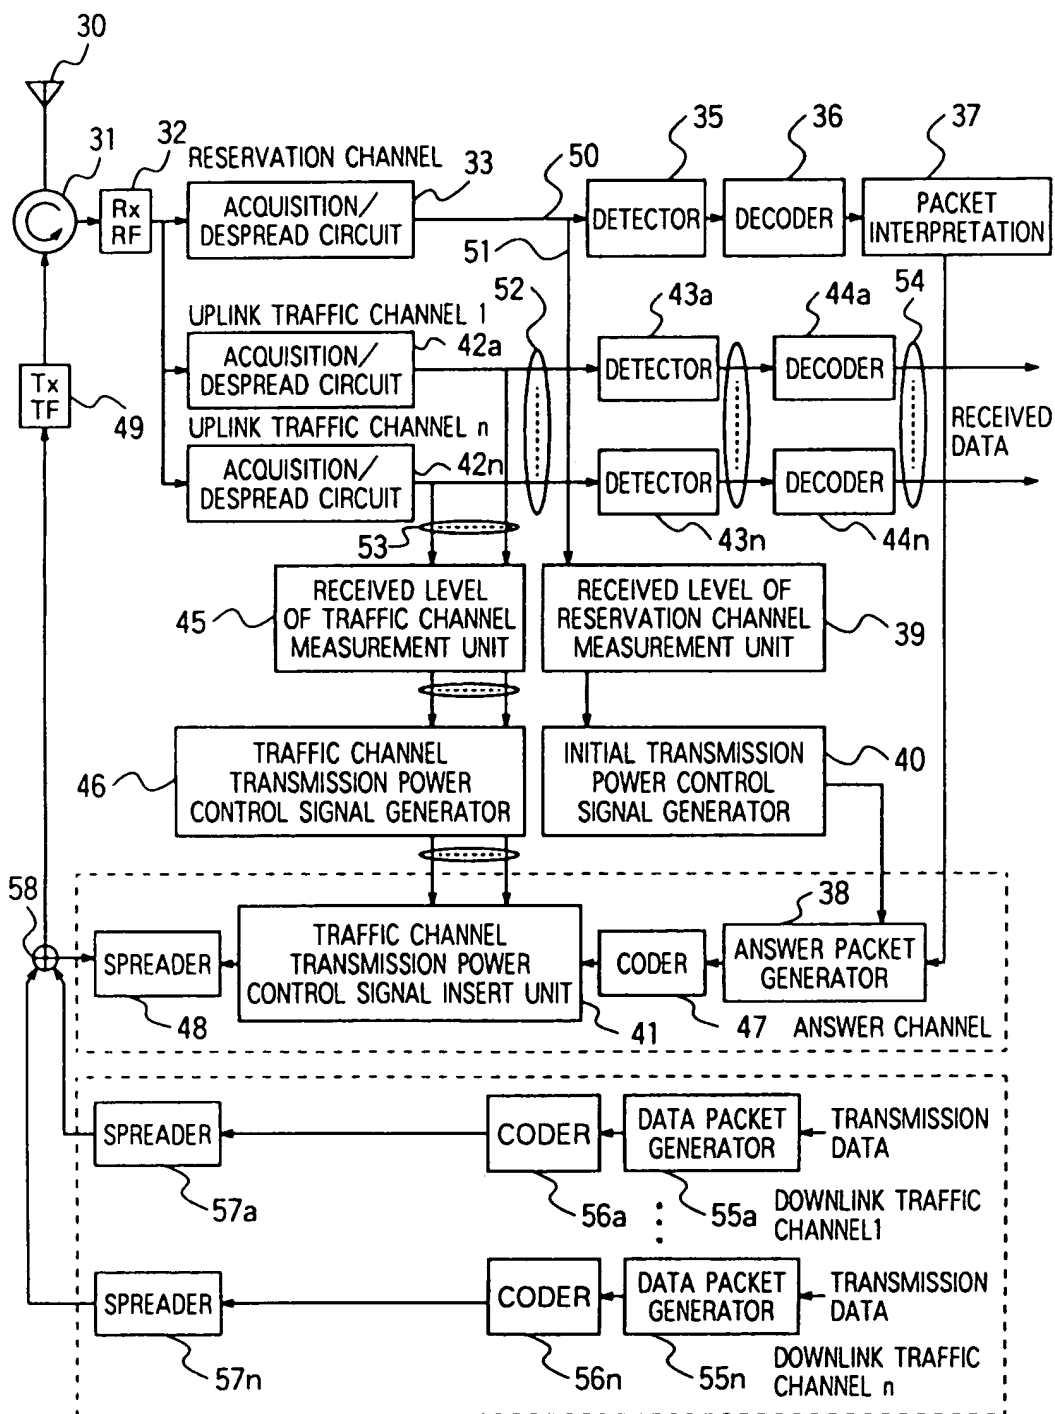 30
31
32
RESERVATION CHANNEL
33
50
35
36
37
Rx
RF
ACQUISITION/
DESPREAD CIRCUIT
DETECTOR
DECODER
PACKET
INTERPRETATION
51
52
43a
44a
54
UPLINK TRAFFIC CHANNEL 1
42a
ACQUISITION/
DESPREAD CIRCUIT
DETECTOR
DECODER
Tx
TF
49
UPLINK TRAFFIC CHANNEL n
42n
RECEIVED
DATA
ACQUISITION/
DESPREAD CIRCUIT
DETECTOR
DECODER
53
43n
44n
45
RECEIVED LEVEL
OF TRAFFIC CHANNEL
MEASUREMENT UNIT
RECEIVED LEVEL OF
RESERVATION CHANNEL
MEASUREMENT UNIT
39
46
TRAFFIC CHANNEL
TRANSMISSION POWER
CONTROL SIGNAL GENERATOR
INITIAL TRANSMISSION
POWER CONTROL
SIGNAL GENERATOR
40
58
38
SPREADER
48
TRAFFIC CHANNEL
TRANSMISSION POWER
CONTROL SIGNAL INSERT UNIT
41
CODER
47
ANSWER PACKET
GENERATOR
ANSWER CHANNEL
SPREADER
57a
CODER
56a
DATA PACKET
GENERATOR
55a
TRANSMISSION
DATA
DOWNLINK TRAFFIC
CHANNEL1
SPREADER
57n
CODER
56n
DATA PACKET
GENERATOR
55n
TRANSMISSION
DATA
DOWNLINK TRAFFIC
CHANNEL n